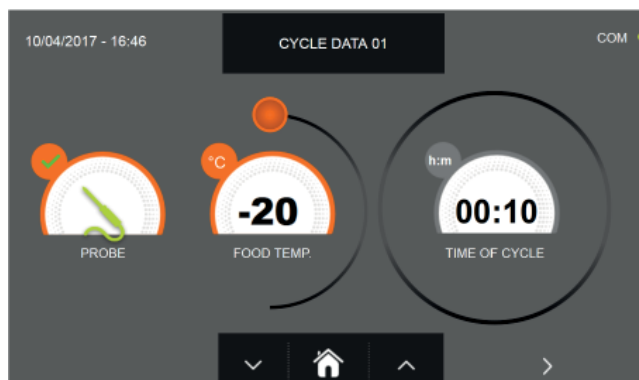 10/04/2017 - 16:46
CYCLE DATA 01
COM
°C
h:m
-20
00:10
PROBE
FOOD TEMP.
TIME OF CYCLE